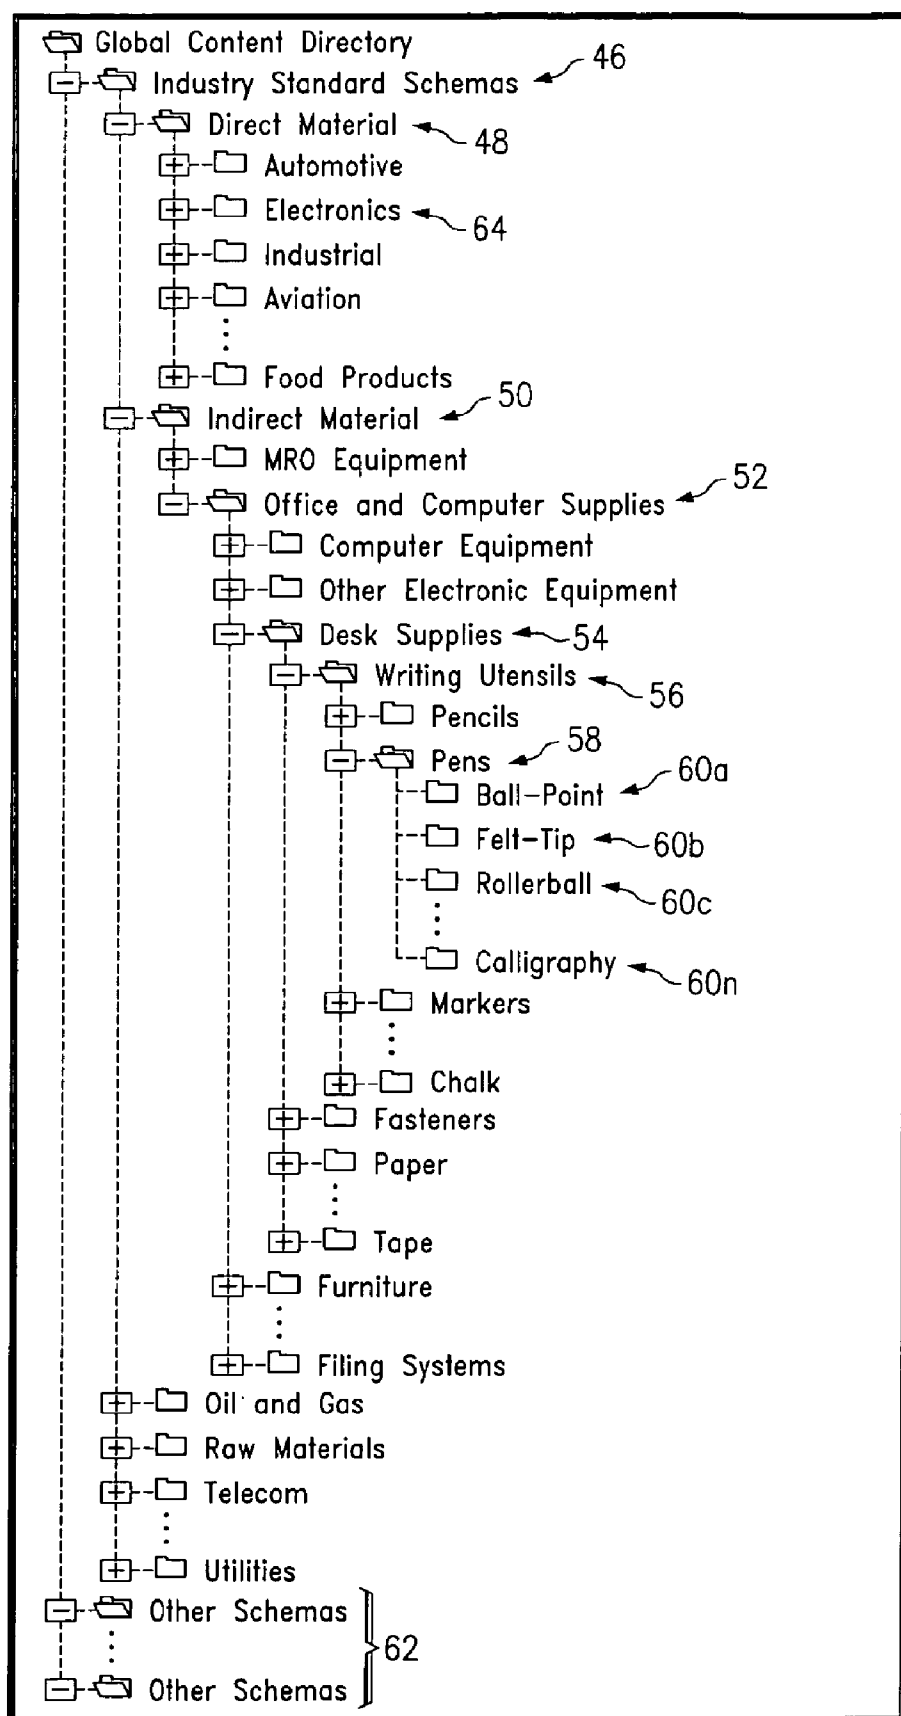 Global Content Directory
Industry Standard Schemas 46
Direct Material 48
Automotive
Electronics 64
Industrial
Aviation
Food Products
Indirect Material 50
MRO Equipment
Office and Computer Supplies 52
Computer Equipment
Other Electronic Equipment
Desk Supplies 54
Writing Utensils 56
Pencils
Pens 58
Ball-Point 60a
Felt-Tip 60b
Rollerball 60c
Calligraphy 60n
Markers
Chalk
Fasteners
Paper
Tape
Furniture
Filing Systems
Oil and Gas
Raw Materials
Telecom
Utilities
Other Schemas
62
Other Schemas